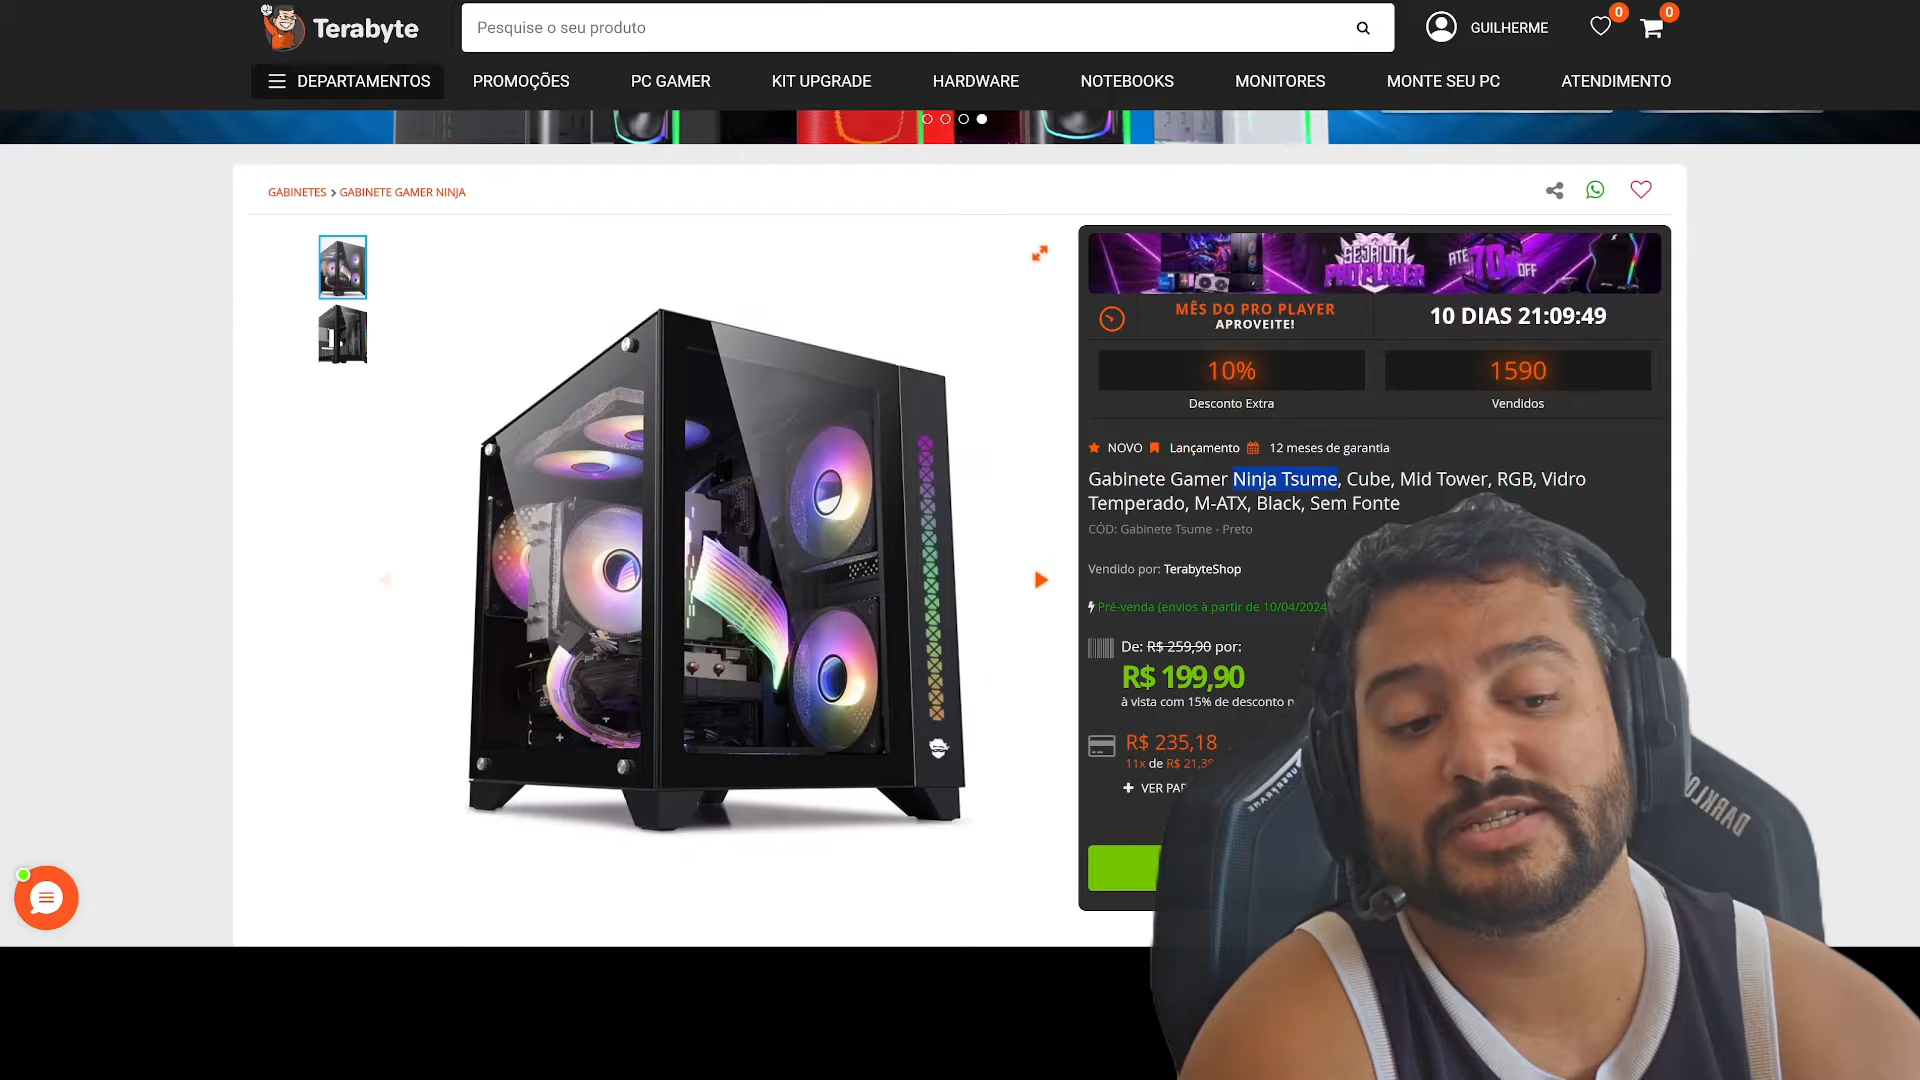 Terabyte
Pesquise o seu produto
GUILHERME
0
0
DEPARTAMENTOS
PROMOÇÕES
PC GAMER
KIT UPGRADE
HARDWARE
NOTEBOOKS
MONITORES
MONTE SEU PC
ATENDIMENTO
GABINETES > GABINETE GAMER NINJA
SEJA UM
PRO PLAYER
ATÉ 70% OFF
MÊS DO PRO PLAYER
APROVEITE!
10 DIAS 21:09:49
10%
Desconto Extra
1590
Vendidos
NOVO Lançamento 12 meses de garantia
Gabinete Gamer Ninja Tsume, Cube, Mid Tower, RGB, Vidro
Temperado, M-ATX, Black, Sem Fonte
CÓD: Gabinete Tsume - Preto
Vendido por: TerabyteShop
Pré-venda (envios à partir de 10/04/2024
De: R$ 259,90 por:
R$ 199,90
à vista com 15% de desconto
R$ 235,18
11x de R$ 21,38
+ VER